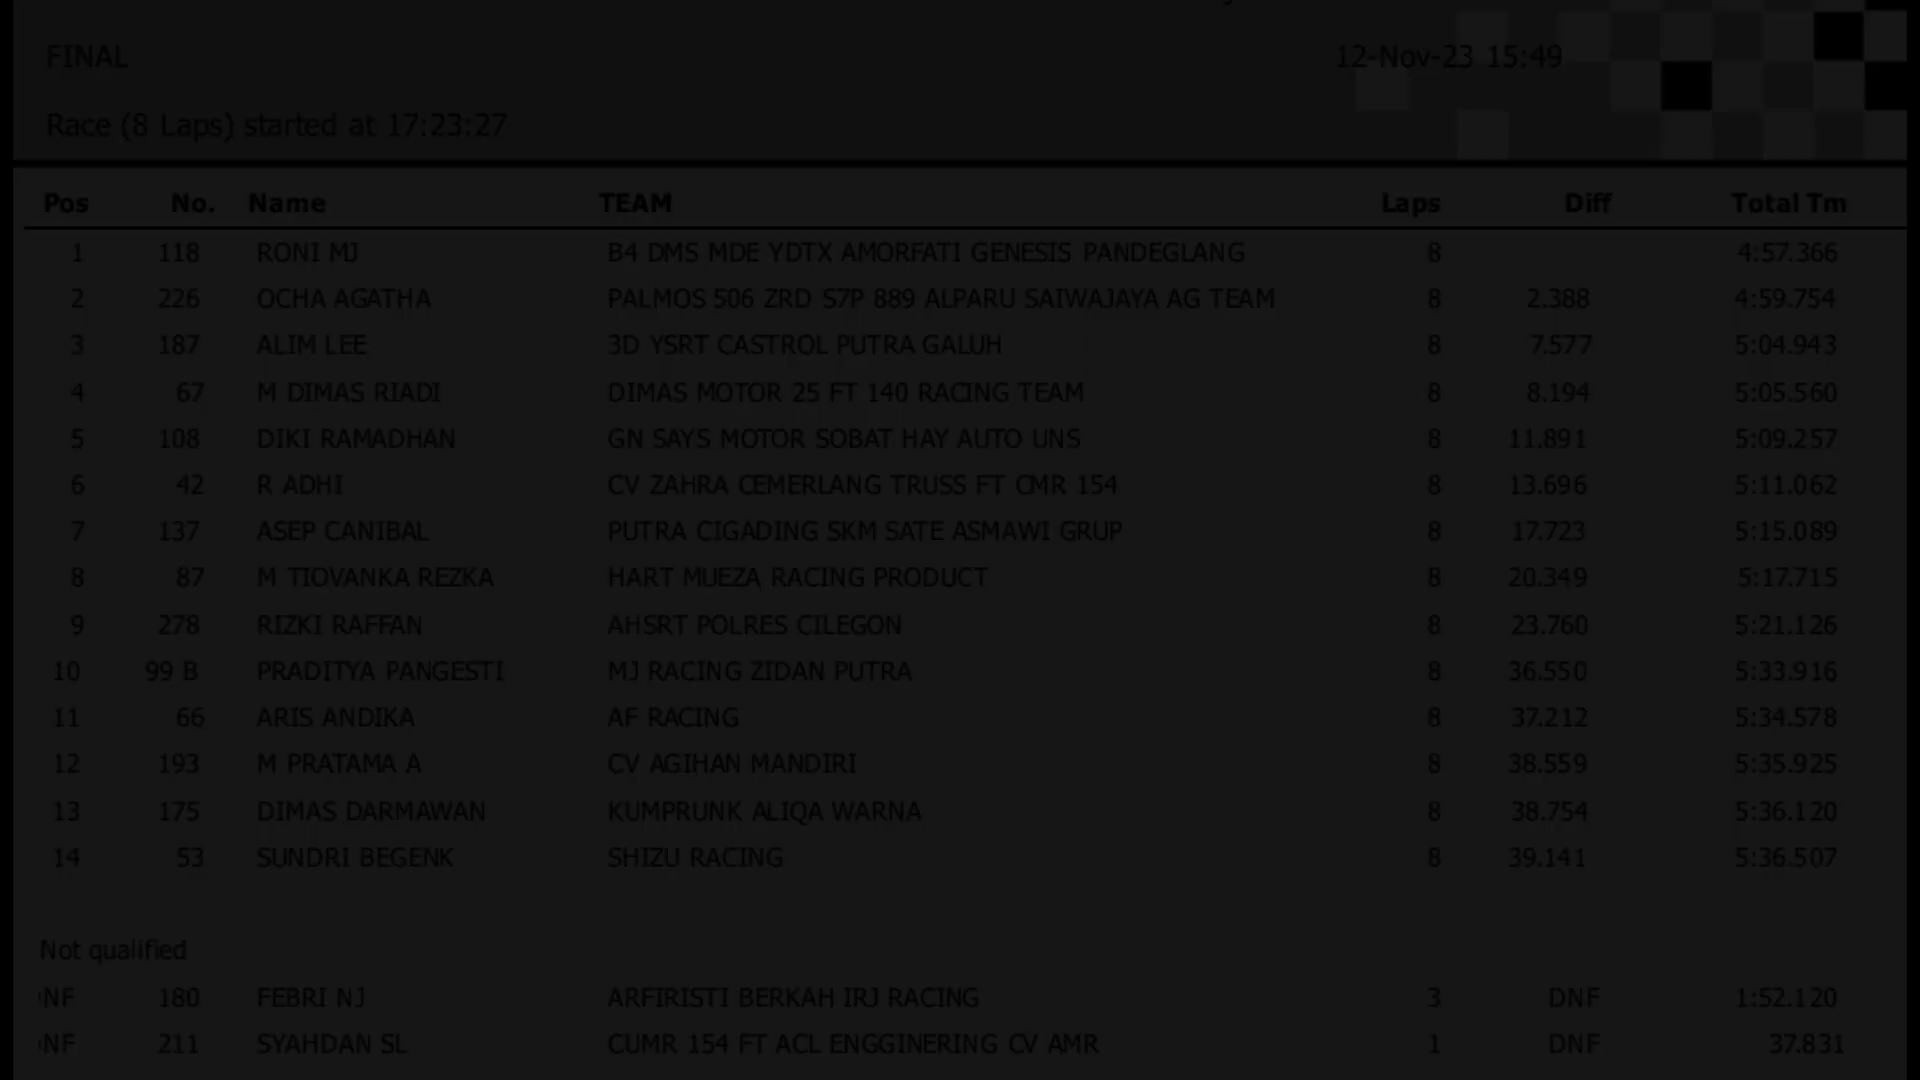 FINAL 12-Nov-23 15:49
Race (8 Laps) started at 17:23:27
Pos No. Name TEAM Laps Diff Total Tm
1 118 RONI MJ B4 DMS MDE YDTX AMORFATI GENESIS PANDEGLANG 8 4:57.366
2 226 OCHA AGATHA PALMOS 506 ZRD S7P 889 ALPARU SAIWAJAYA AG TEAM 8 2.388 4:59.754
3 187 ALIM LEE 3D YSRT CASTROL PUTRA GALUH 8 7.577 5:04.943
4 67 M DIMAS RIADI DIMAS MOTOR 25 FT 140 RACING TEAM 8 8.194 5:05.560
5 108 DIKI RAMADHAN GN SAYS MOTOR SOBAT HAY AUTO UNS 8 11.891 5:09.257
6 42 R ADHI CV ZAHRA CEMERLANG TRUSS FT CMR 154 8 13.696 5:11.062
7 137 ASEP CANIBAL PUTRA CIGADING SKM SATE ASMAWI GRUP 8 17.723 5:15.089
8 87 M TIOVANKA REZKA HART MUEZA RACING PRODUCT 8 20.349 5:17.715
9 278 RIZKI RAFFAN AHSRT POLRES CILEGON 8 23.760 5:21.126
10 99 B PRADITYA PANGESTI MJ RACING ZIDAN PUTRA 8 36.550 5:33.916
11 66 ARIS ANDIKA AF RACING 8 37.212 5:34.578
12 193 M PRATAMA A CV AGIHAN MANDIRI 8 38.559 5:35.925
13 175 DIMAS DARMAWAN KUMPRUNK ALIQA WARNA 8 38.754 5:36.120
14 53 SUNDRI BEGENK SHIZU RACING 8 39.141 5:36.507
Not qualified
NF 180 FEBRI NJ ARFIRISTI BERKAH IRJ RACING 3 DNF 1:52.120
NF 211 SYAHDAN SL CUMR 154 FT ACL ENGGINERING CV AMR 1 DNF 37.831